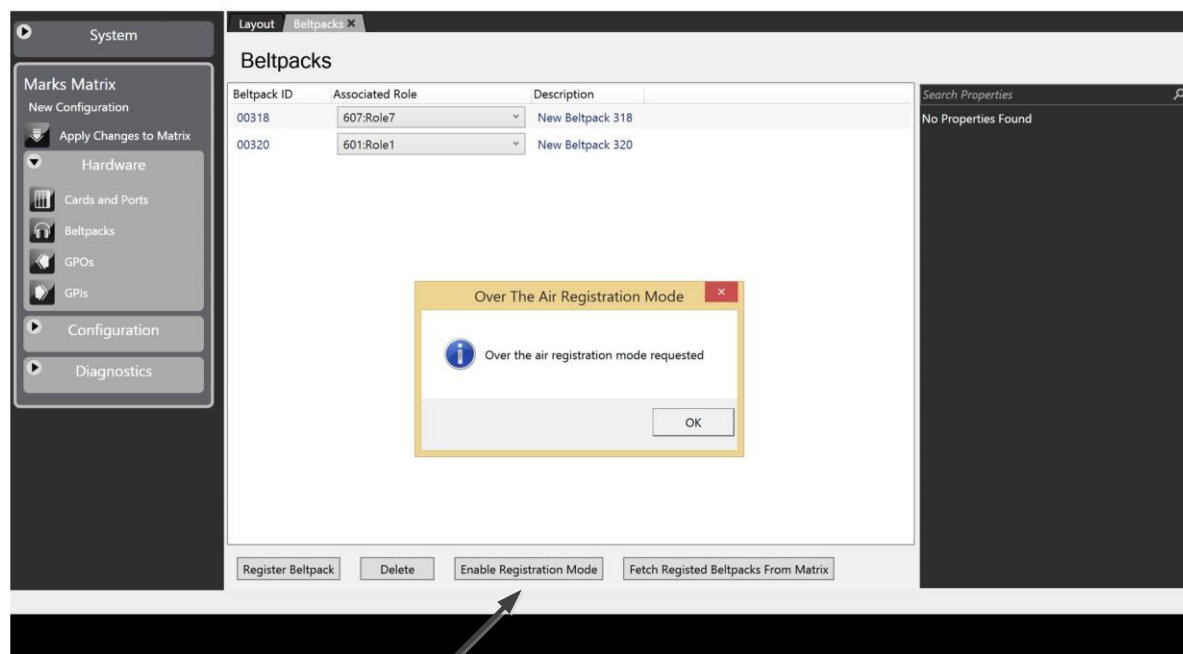 System
Marks Matrix
New Configuration
Apply Changes to Matrix
Hardware
Cards and Ports
Beltpacks
GPOs
GPIs
Configuration
Diagnostics
Layout Beltpacks ×
Beltpacks
Beltpack ID Associated Role Description
00318 607:Role7 New Beltpack 318
00320 601:Role1 New Beltpack 320
Over The Air Registration Mode ×
Over the air registration mode requested
OK
Register Beltpack Delete Enable Registration Mode Fetch Registed Beltpacks From Matrix
Search Properties
No Properties Found